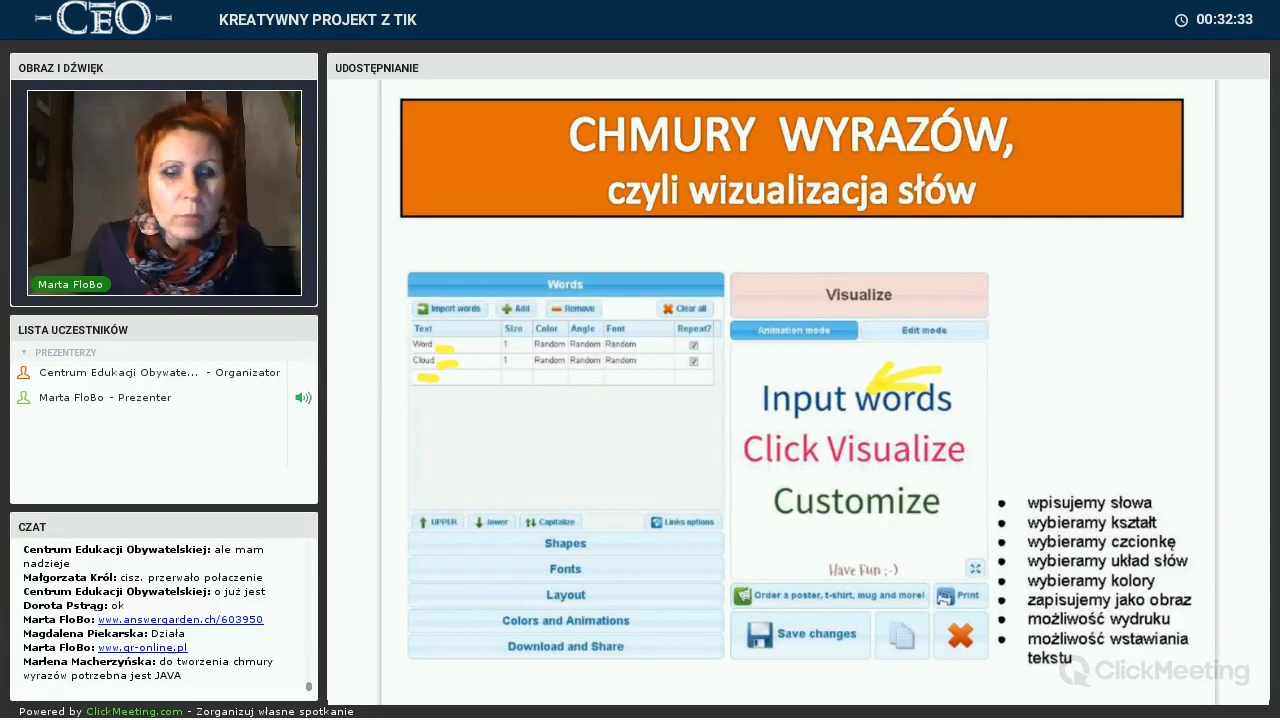 CEO
KREATYWNY PROJEKT Z TIK
00:32:33
OBRAZ I DŹWIĘK
Marta FloBo
LISTA UCZESTNIKÓW
PREZENTERZY
Centrum Edukacji Obywate... - Organizator
Marta FloBo - Prezenter
CZAT
Centrum Edukacji Obywatelskiej: ale mam
nadzieje
Małgorzata Król: cisz, przerwało połaczenie
Centrum Edukacji Obywatelskiej: o już jest
Dorota Pstrąg: ok
Marta FloBo: www.answergarden.ch/603950
Magdalena Piekarska: Działa
Marta FloBo: www.qr-online.pl
Marlena Macherzyńska: do tworzenia chmury
wyrazów potrzebna jest JAVA
UDOSTĘPNIANIE
CHMURY WYRAZÓW,
czyli wizualizacja słów
Words
Import words Add Remove Clear all
Text Size Color Angle Font Repeat?
Word 1 Random Random Random
Cloud 1 Random Random Random
UPPER lower Capitalize Links options
Shapes
Fonts
Layout
Colors and Animations
Download and Share
Visualize
Animation mode Edit mode
Input words
Click Visualize
Customize
Have Fun ;-)
Order a poster, t-shirt, mug and more! Print
Save changes
• wpisujemy słowa
• wybieramy kształt
• wybieramy czcionkę
• wybieramy układ słów
• wybieramy kolory
• zapisujemy jako obraz
• możliwość wydruku
• możliwość wstawiania
tekstu
ClickMeeting
Powered by ClickMeeting.com - Zorganizuj własne spotkanie